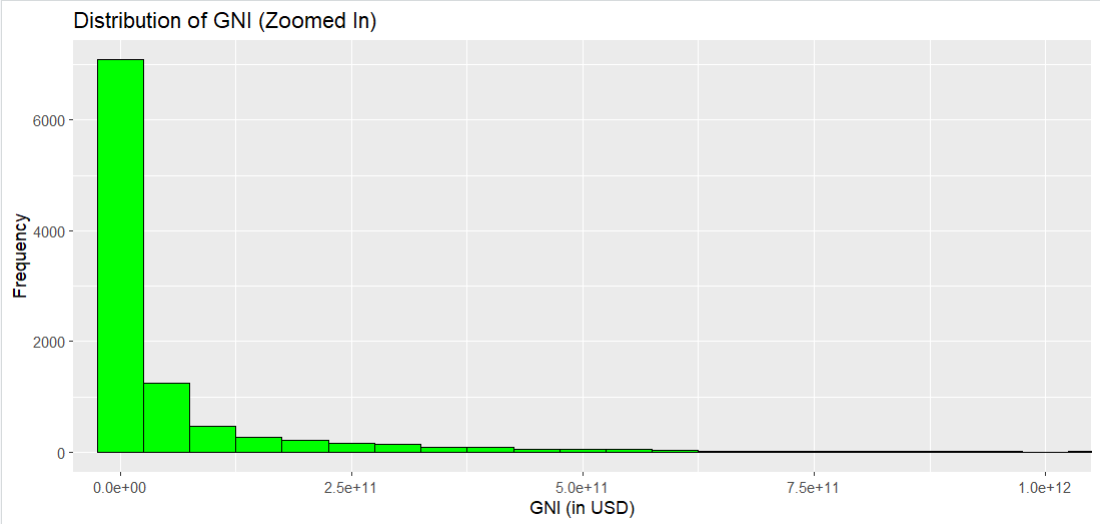 Distribution of GNI (Zoomed In)
Frequency
6000
4000
2000
0
0.0e+00 2.5e+11 5.0e+11 7.5e+11 1.0e+12
GNI (in USD)